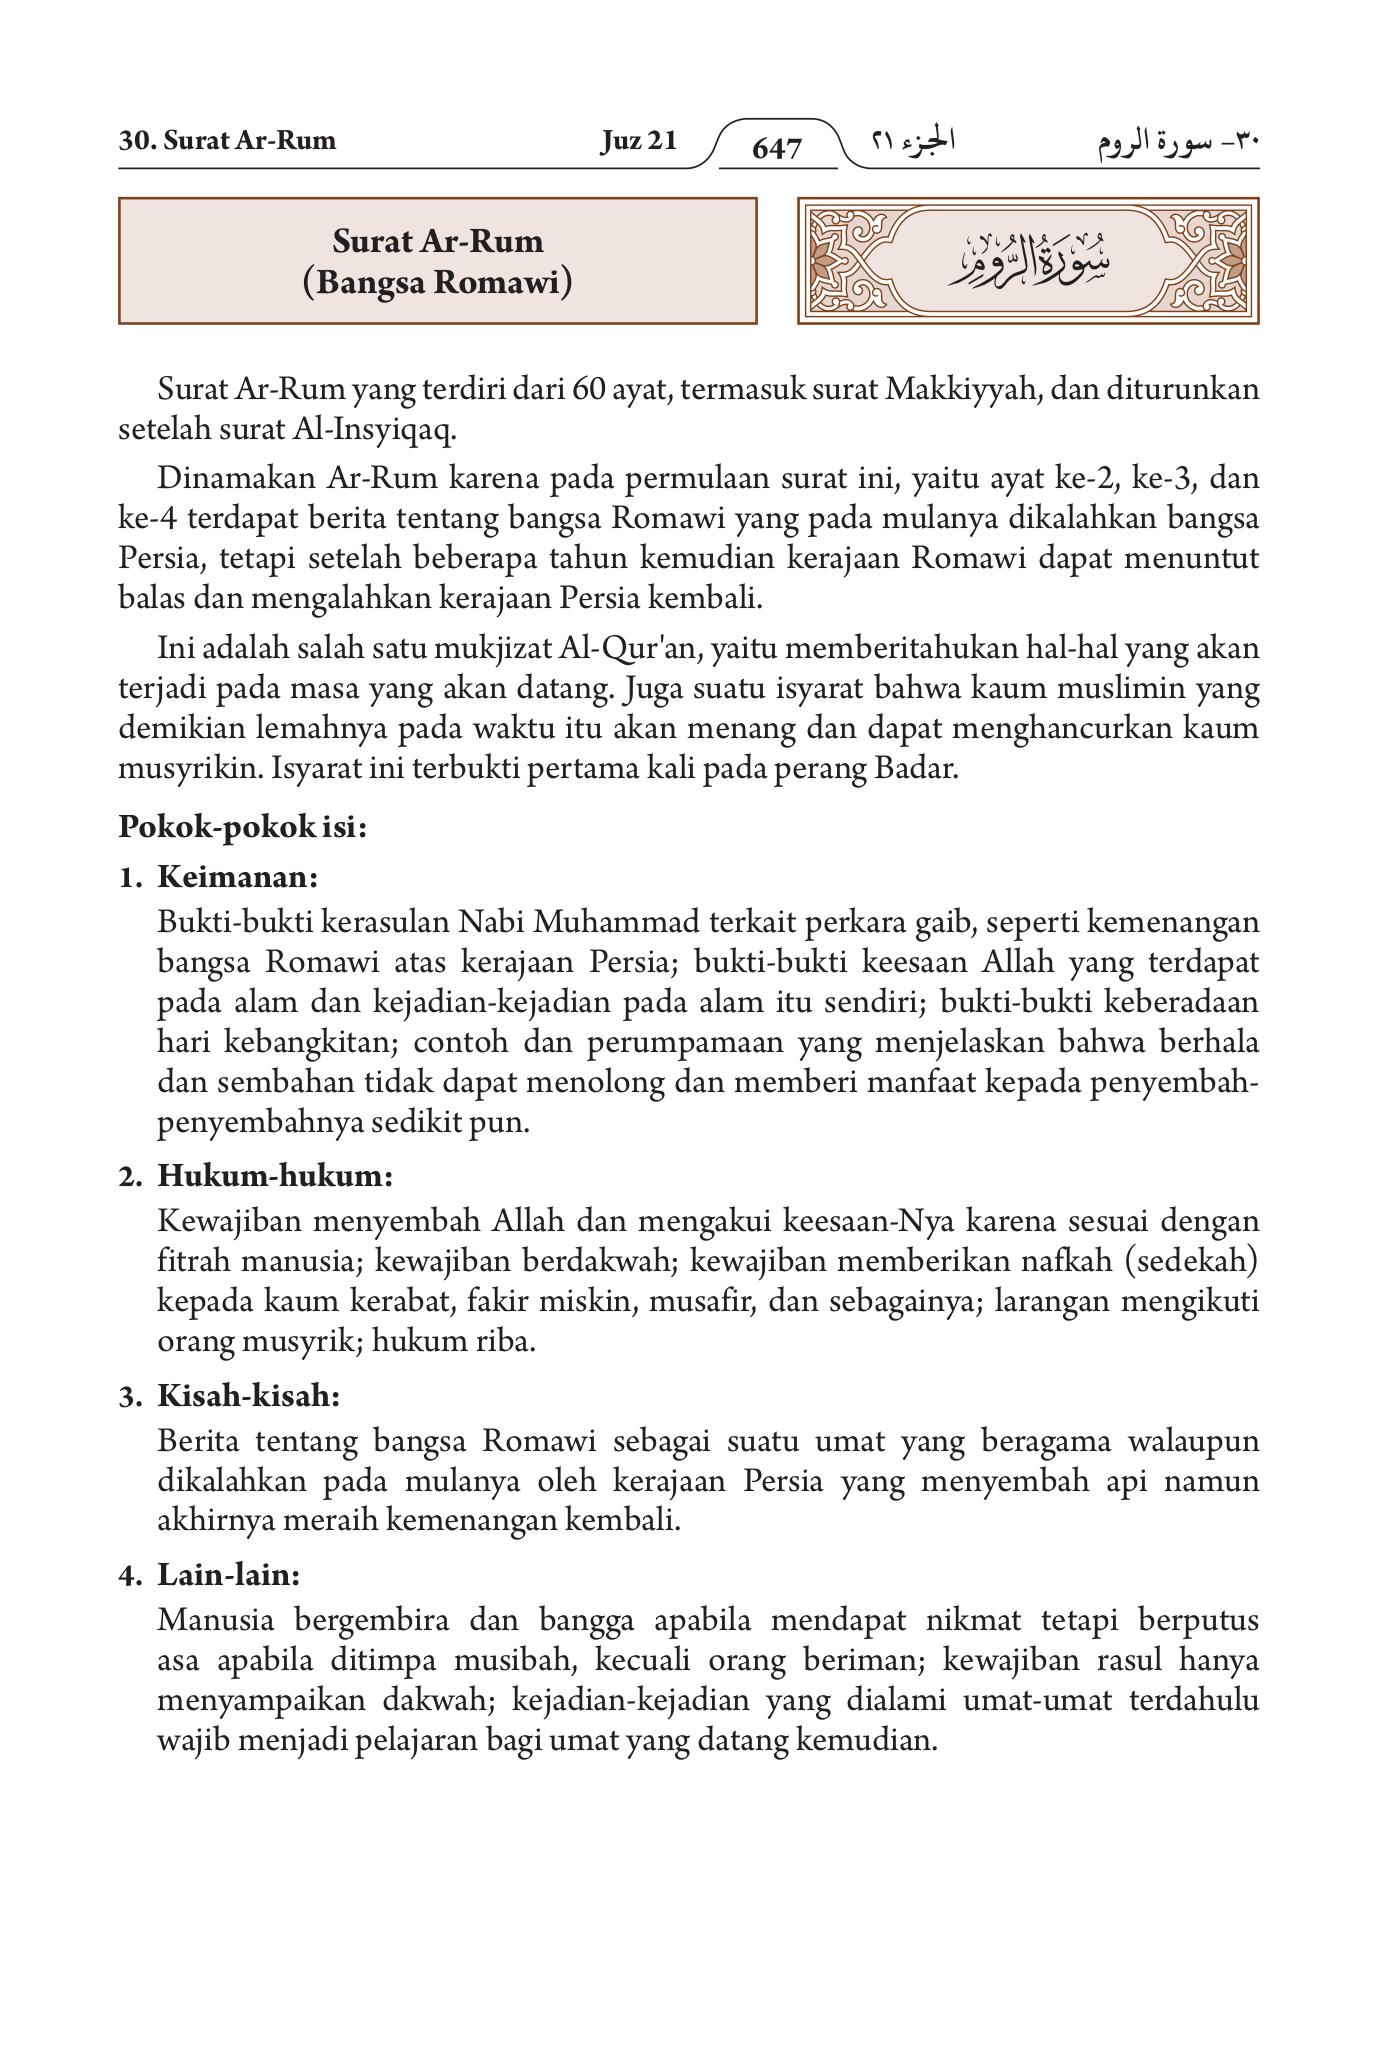 30. Surat Ar-Rum
Juz 21
647
الجزء ٢١
٣٠- سورة الروم
Surat Ar-Rum
(Bangsa Romawi)
سُورَةُ الرُّومِ
Surat Ar-Rum yang terdiri dari 60 ayat, termasuk surat Makkiyyah, dan diturunkan
setelah surat Al-Insyiqaq.
Dinamakan Ar-Rum karena pada permulaan surat ini, yaitu ayat ke-2, ke-3, dan
ke-4 terdapat berita tentang bangsa Romawi yang pada mulanya dikalahkan bangsa
Persia, tetapi setelah beberapa tahun kemudian kerajaan Romawi dapat menuntut
balas dan mengalahkan kerajaan Persia kembali.
Ini adalah salah satu mukjizat Al-Qur'an, yaitu memberitahukan hal-hal yang akan
terjadi pada masa yang akan datang. Juga suatu isyarat bahwa kaum muslimin yang
demikian lemahnya pada waktu itu akan menang dan dapat menghancurkan kaum
musyrikin. Isyarat ini terbukti pertama kali pada perang Badar.
Pokok-pokok isi:
1. Keimanan:
Bukti-bukti kerasulan Nabi Muhammad terkait perkara gaib, seperti kemenangan
bangsa Romawi atas kerajaan Persia; bukti-bukti keesaan Allah yang terdapat
pada alam dan kejadian-kejadian pada alam itu sendiri; bukti-bukti keberadaan
hari kebangkitan; contoh dan perumpamaan yang menjelaskan bahwa berhala
dan sembahan tidak dapat menolong dan memberi manfaat kepada penyembah-
penyembahnya sedikit pun.
2. Hukum-hukum:
Kewajiban menyembah Allah dan mengakui keesaan-Nya karena sesuai dengan
fitrah manusia; kewajiban berdakwah; kewajiban memberikan nafkah (sedekah)
kepada kaum kerabat, fakir miskin, musafir, dan sebagainya; larangan mengikuti
orang musyrik; hukum riba.
3. Kisah-kisah:
Berita tentang bangsa Romawi sebagai suatu umat yang beragama walaupun
dikalahkan pada mulanya oleh kerajaan Persia yang menyembah api namun
akhirnya meraih kemenangan kembali.
4. Lain-lain:
Manusia bergembira dan bangga apabila mendapat nikmat tetapi berputus
asa apabila ditimpa musibah, kecuali orang beriman; kewajiban rasul hanya
menyampaikan dakwah; kejadian-kejadian yang dialami umat-umat terdahulu
wajib menjadi pelajaran bagi umat yang datang kemudian.